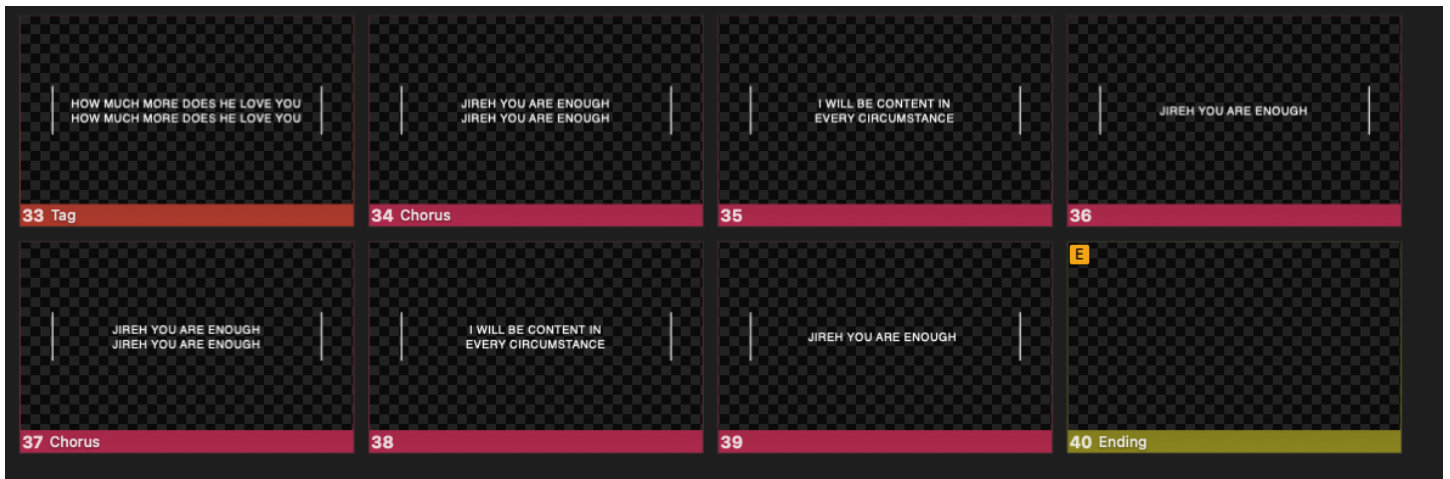 HOW MUCH MORE DOES HE LOVE YOU
HOW MUCH MORE DOES HE LOVE YOU
33 Tag
JIREH YOU ARE ENOUGH
JIREH YOU ARE ENOUGH
34 Chorus
I WILL BE CONTENT IN
EVERY CIRCUMSTANCE
35
JIREH YOU ARE ENOUGH
36
JIREH YOU ARE ENOUGH
JIREH YOU ARE ENOUGH
37 Chorus
I WILL BE CONTENT IN
EVERY CIRCUMSTANCE
38
JIREH YOU ARE ENOUGH
39
E
40 Ending